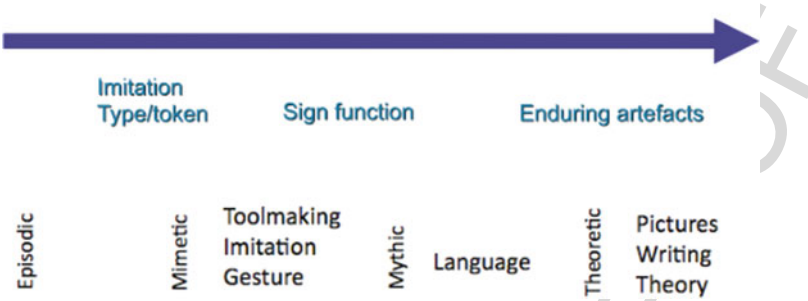 Imitation
Type/token
Sign function
Enduring artefacts
Episodic
Mimetic
Toolmaking
Imitation
Gesture
Mythic
Language
Theoretic
Pictures
Writing
Theory